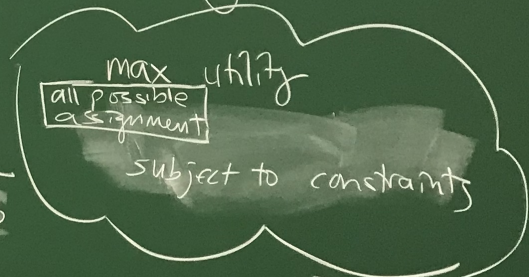 max utility
all possible
assignment
subject to constraints